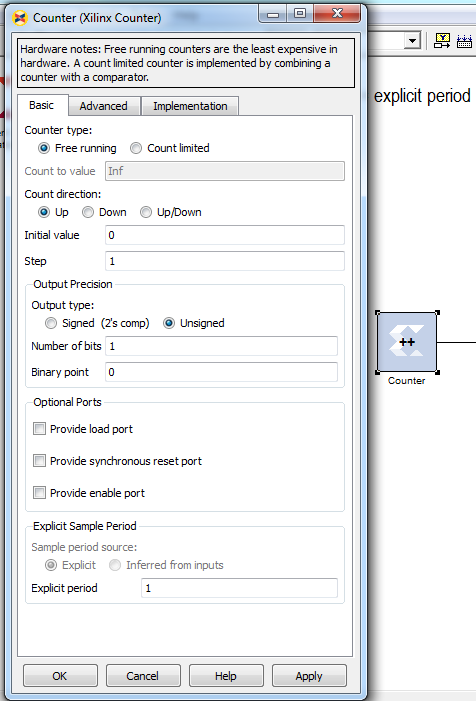 Counter (Xilinx Counter)
Hardware notes: Free running counters are the least expensive in
hardware. A count limited counter is implemented by combining a
counter with a comparator.
Basic Advanced Implementation
Counter type:
Free running Count limited
Count to value Inf
Count direction:
Up Down Up/Down
Initial value 0
Step 1
Output Precision
Output type:
Signed (2's comp) Unsigned
Number of bits 1
Binary point 0
Optional Ports
Provide load port
Provide synchronous reset port
Provide enable port
Explicit Sample Period
Sample period source:
Explicit Inferred from inputs
Explicit period 1
OK Cancel Help Apply
explicit period
++
Counter